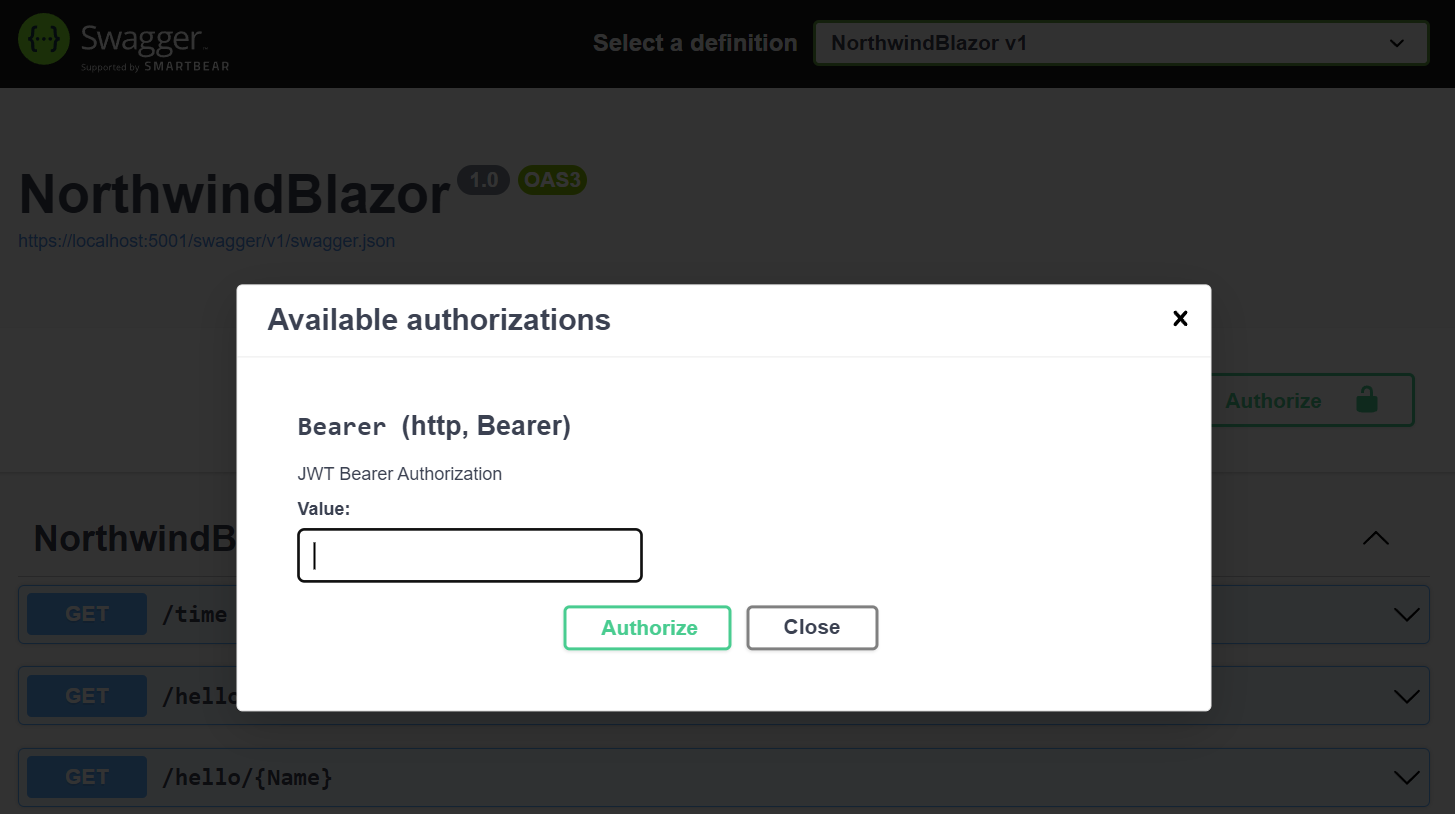 Swagger™
Supported by SMARTBEAR
Select a definition
NorthwindBlazor v1
NorthwindBlazor 1.0 OAS3
https://localhost:5001/swagger/v1/swagger.json
Available authorizations
Authorize
Bearer (http, Bearer)
JWT Bearer Authorization
Value:
Authorize Close
NorthwindB
GET /time
GET /hello
GET /hello/{Name}